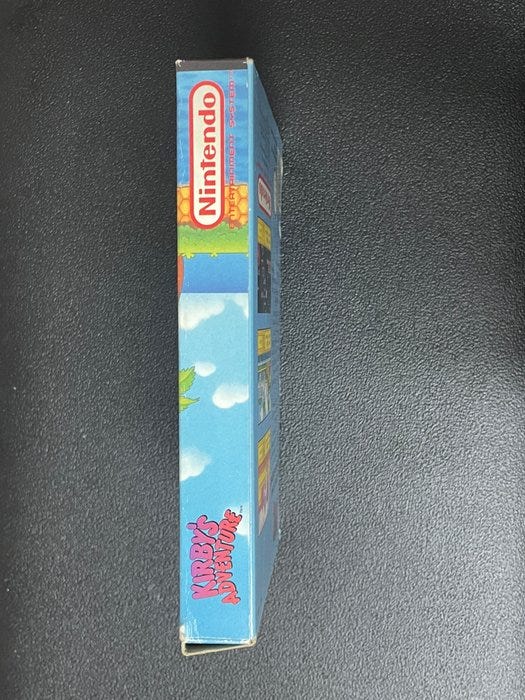 Nintendo
ENTERTAINMENT SYSTEM
KIRBY'S
ADVENTURE